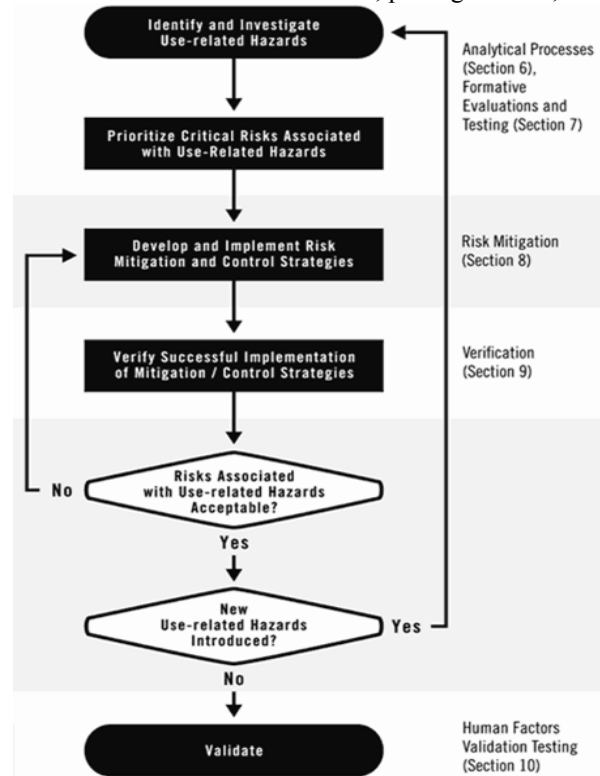 Identify and Investigate
Use-related Hazards
Analytical Processes
(Section 6),
Formative
Evaluations and
Testing (Section 7)
Prioritize Critical Risks Associated
with Use-Related Hazards
Develop and Implement Risk
Mitigation and Control Strategies
Risk Mitigation
(Section 8)
Verify Successful Implementation
of Mitigation / Control Strategies
Verification
(Section 9)
Risks Associated
with Use-related Hazards
Acceptable?
No
Yes
New
Use-related Hazards
Introduced?
Yes
No
Validate
Human Factors
Validation Testing
(Section 10)